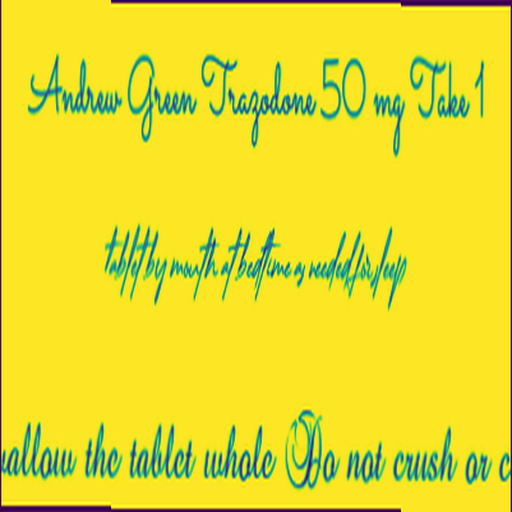 Andrew Green Trazodone 50 mg Take 1
tablet by mouth at bedtime as needed for sleep
wallow the tablet whole Do not crush or c